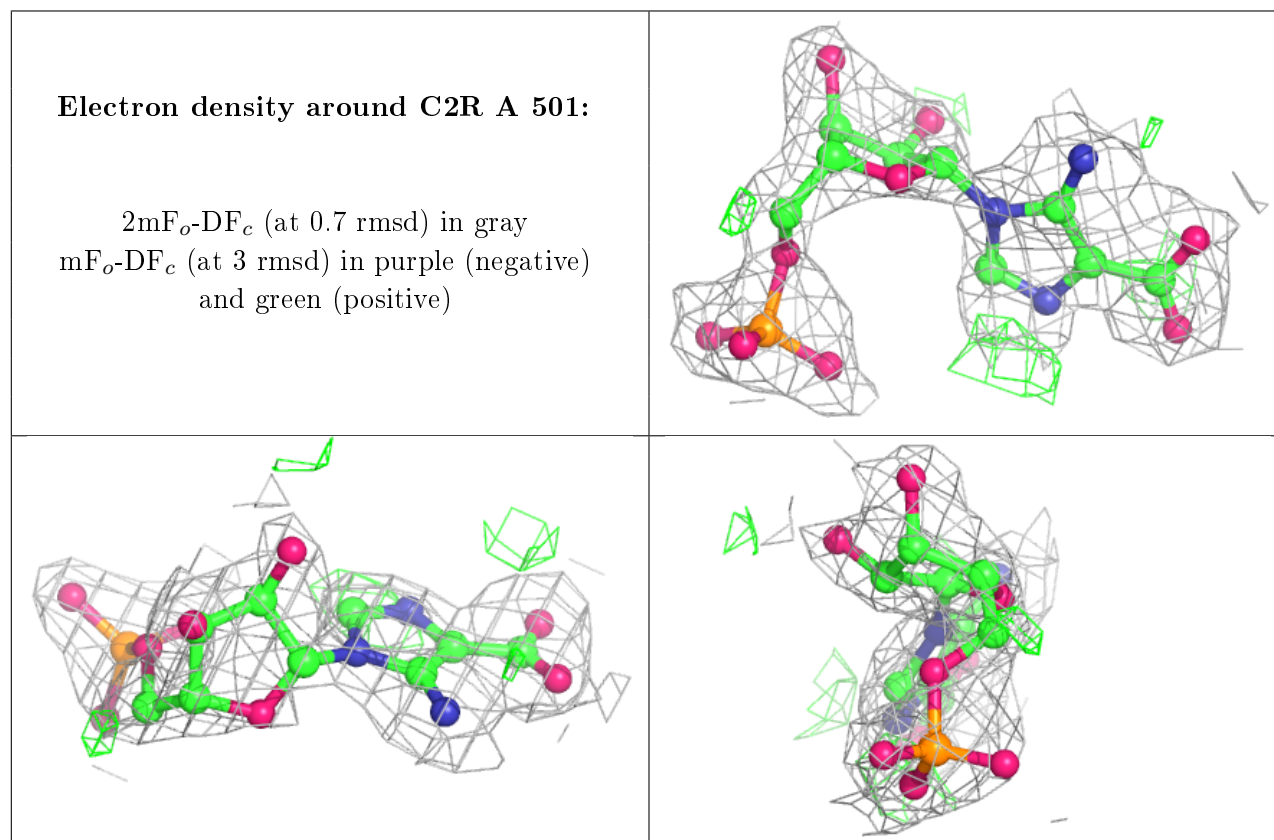 Electron density around C2R A 501:
2mFo-DFc (at 0.7 rmsd) in gray
mFo-DFc (at 3 rmsd) in purple (negative)
and green (positive)